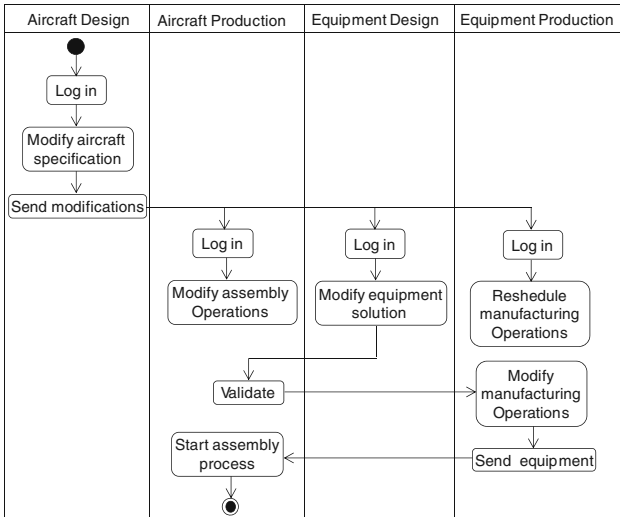 Aircraft Design
Aircraft Production
Equipment Design
Equipment Production
Log in
Modify aircraft
specification
Send modifications
Log in
Log in
Log in
Modify assembly
Operations
Modify equipment
solution
Reshedule
manufacturing
Operations
Validate
Modify
manufacturing
Operations
Start assembly
process
Send equipment